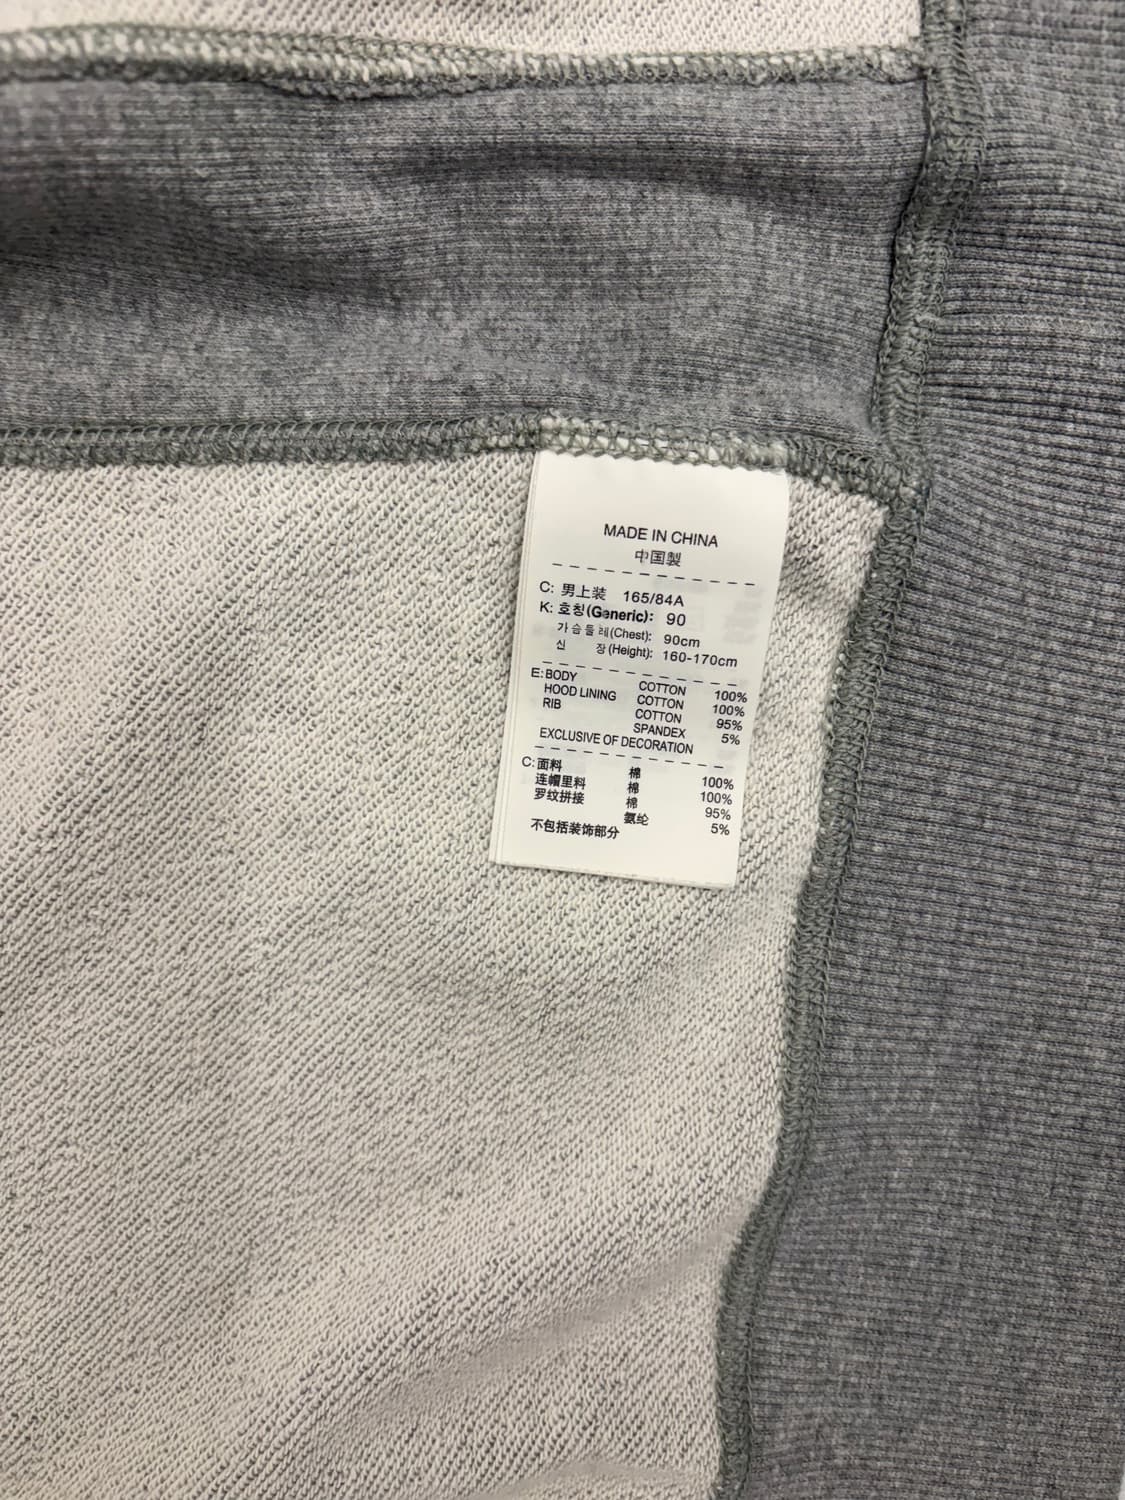 MADE IN CHINA
中国製
C: 男上装 165/84A
K: 호칭(Generic): 90
가슴둘레(Chest): 90cm
신 장(Height): 160-170cm
E: BODY COTTON 100%
HOOD LINING COTTON 100%
RIB COTTON 95%
SPANDEX 5%
EXCLUSIVE OF DECORATION
C: 面料 棉 100%
连帽里料 棉 100%
罗纹拼接 棉 95%
氨纶 5%
不包括装饰部分